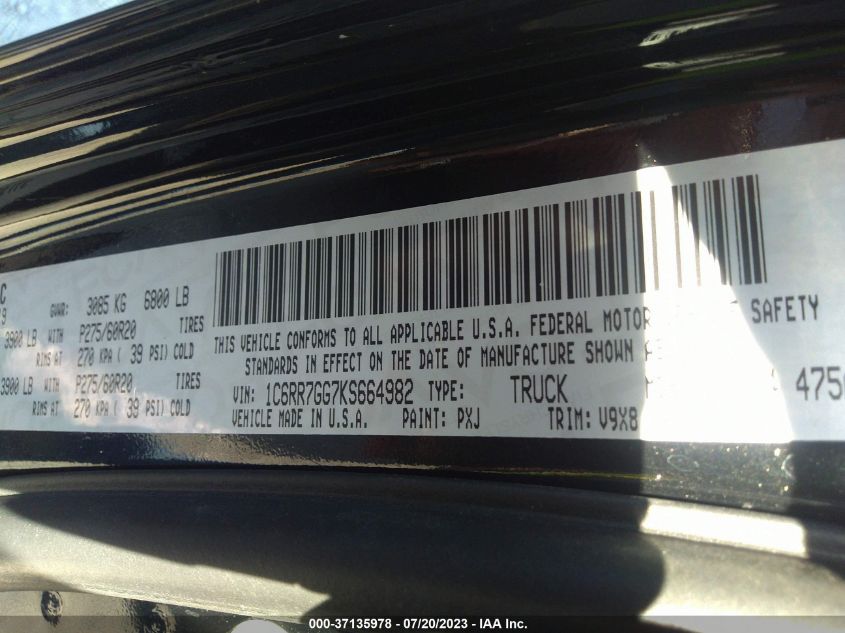 C
9
GVWR: 3085 KG 6800 LB
3900 LB WITH P275/60R20 TIRES
RIMS AT 270 KPA ( 39 PSI) COLD
3900 LB WITH P275/60R20 TIRES
RIMS AT 270 KPA ( 39 PSI) COLD
THIS VEHICLE CONFORMS TO ALL APPLICABLE U.S.A. FEDERAL MOTOR SAFETY
STANDARDS IN EFFECT ON THE DATE OF MANUFACTURE SHOWN
VIN: 1C6RR7GG7KS664982 TYPE: TRUCK 4750
VEHICLE MADE IN U.S.A. PAINT: PXJ TRIM: V9X8
000-37135978 - 07/20/2023 - IAA Inc.